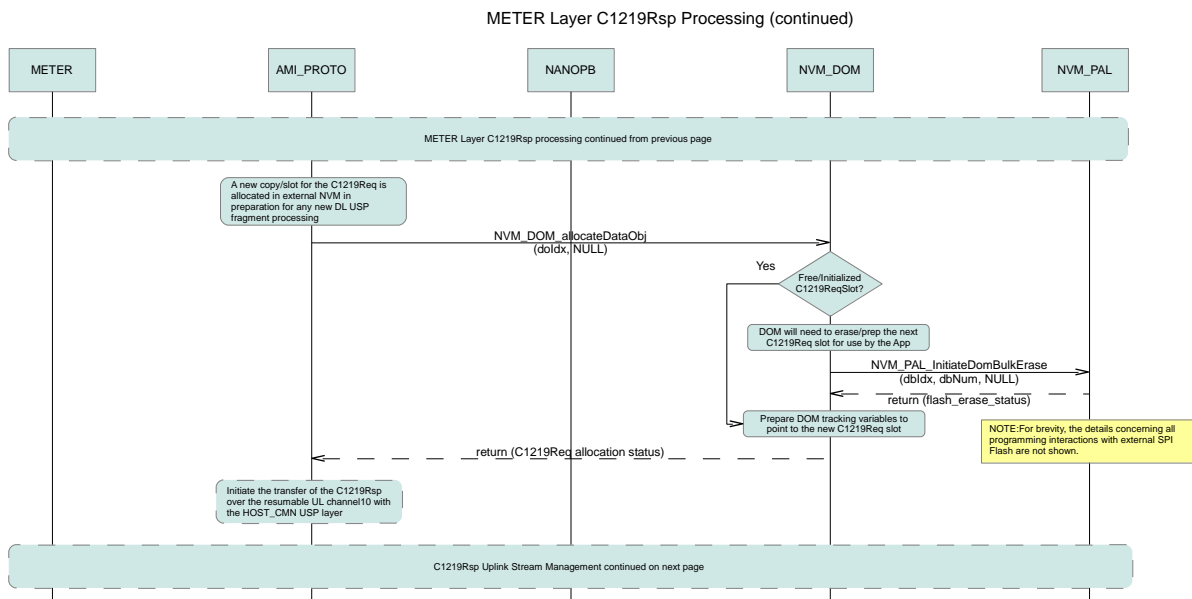 METER Layer C1219Rsp Processing (continued)
METER
AMI_PROTO
NANOPB
NVM_DOM
NVM_PAL
METER Layer C1219Rsp processing continued from previous page
A new copy/slot for the C1219Req is
allocated in external NVM in
preparation for any new DL USP
fragment processing
NVM_DOM_allocateDataObj
(doIdx, NULL)
Yes
Free/Initialized
C1219ReqSlot?
DOM will need to erase/prep the next
C1219Req slot for use by the App
NVM_PAL_InitiateDomBulkErase
(dbIdx, dbNum, NULL)
return (flash_erase_status)
Prepare DOM tracking variables to
point to the new C1219Req slot
NOTE:For brevity, the details concerning all
programming interactions with external SPI
Flash are not shown.
return (C1219Req allocation status)
Initiate the transfer of the C1219Rsp
over the resumable UL channel10 with
the HOST_CMN USP layer
C1219Rsp Uplink Stream Management continued on next page